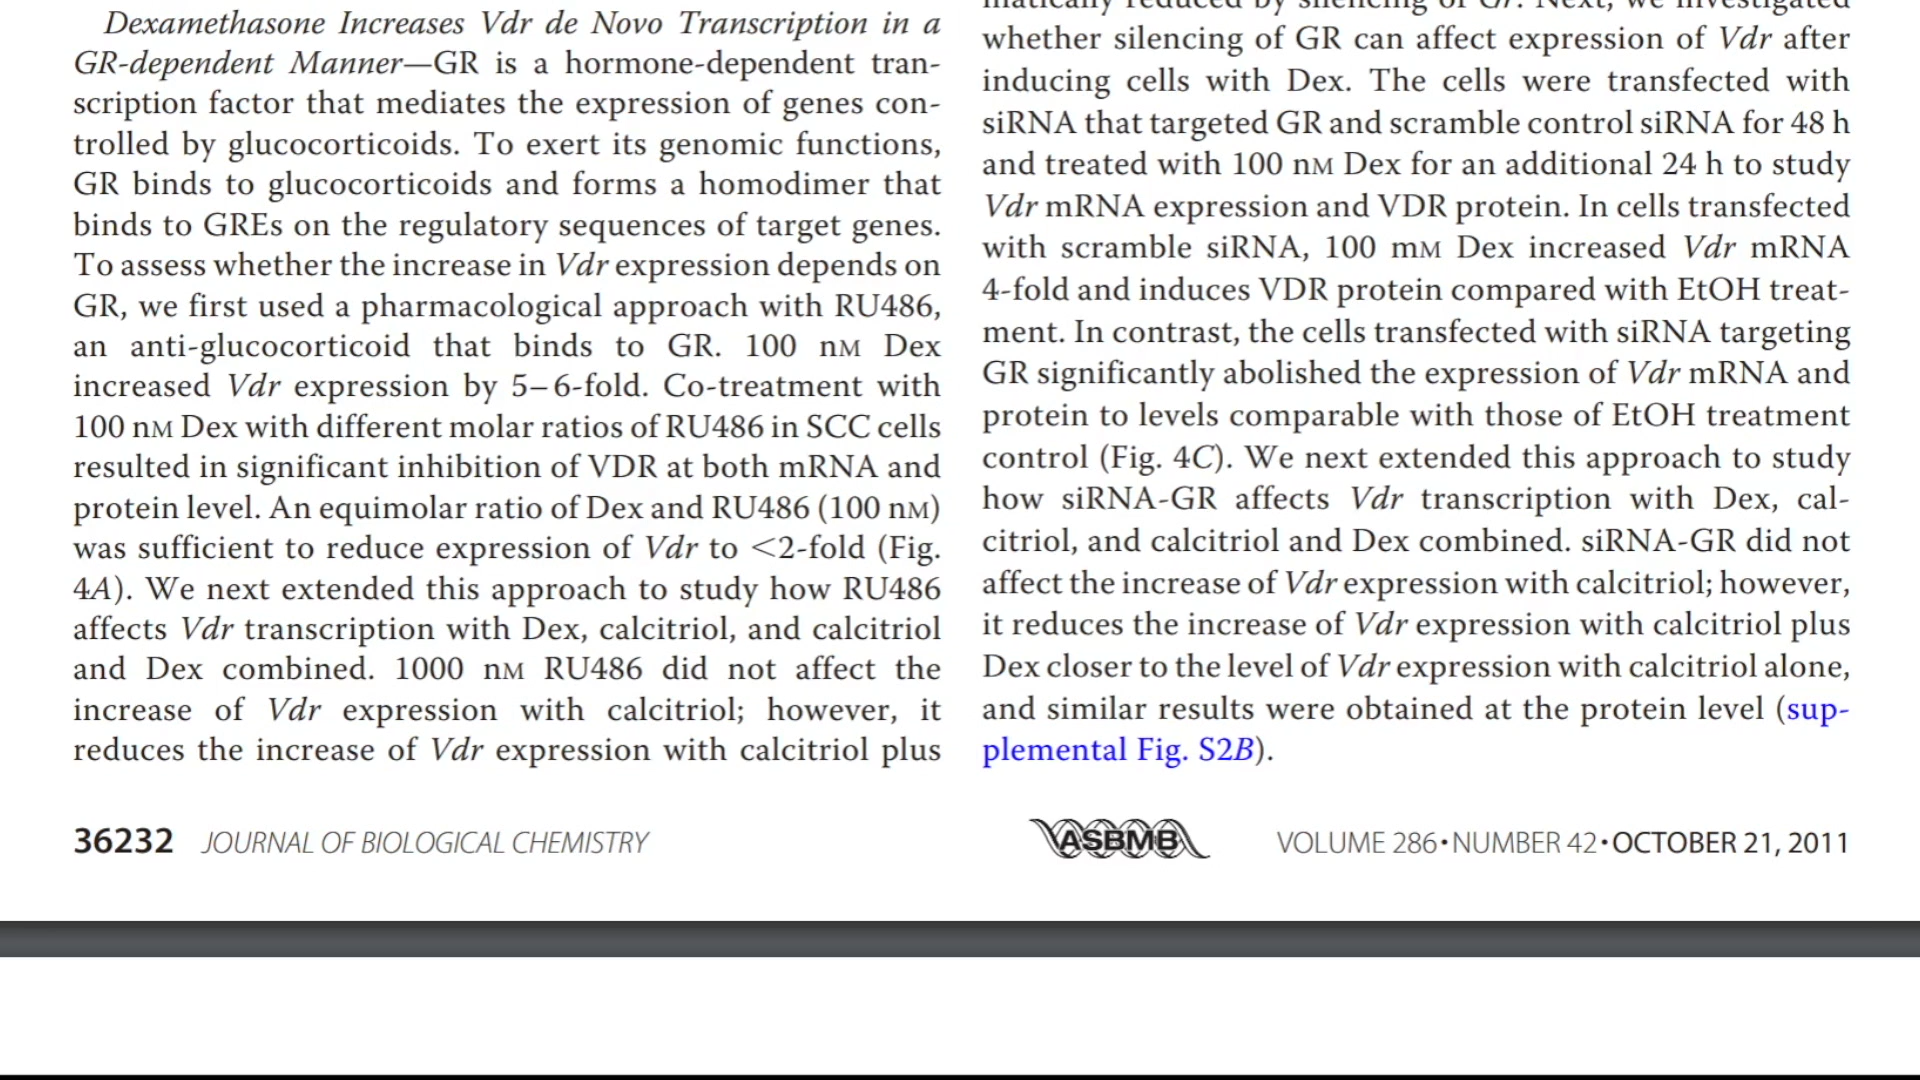 Dexamethasone Increases Vdr de Novo Transcription in a
GR-dependent Manner—GR is a hormone-dependent tran-
scription factor that mediates the expression of genes con-
trolled by glucocorticoids. To exert its genomic functions,
GR binds to glucocorticoids and forms a homodimer that
binds to GREs on the regulatory sequences of target genes.
To assess whether the increase in Vdr expression depends on
GR, we first used a pharmacological approach with RU486,
an anti-glucocorticoid that binds to GR. 100 nM Dex
increased Vdr expression by 5–6-fold. Co-treatment with
100 nM Dex with different molar ratios of RU486 in SCC cells
resulted in significant inhibition of VDR at both mRNA and
protein level. An equimolar ratio of Dex and RU486 (100 nM)
was sufficient to reduce expression of Vdr to <2-fold (Fig.
4A). We next extended this approach to study how RU486
affects Vdr transcription with Dex, calcitriol, and calcitriol
and Dex combined. 1000 nM RU486 did not affect the
increase of Vdr expression with calcitriol; however, it
reduces the increase of Vdr expression with calcitriol plus
matically reduced by silencing of Gr. Next, we investigated
whether silencing of GR can affect expression of Vdr after
inducing cells with Dex. The cells were transfected with
siRNA that targeted GR and scramble control siRNA for 48 h
and treated with 100 nM Dex for an additional 24 h to study
Vdr mRNA expression and VDR protein. In cells transfected
with scramble siRNA, 100 mM Dex increased Vdr mRNA
4-fold and induces VDR protein compared with EtOH treat-
ment. In contrast, the cells transfected with siRNA targeting
GR significantly abolished the expression of Vdr mRNA and
protein to levels comparable with those of EtOH treatment
control (Fig. 4C). We next extended this approach to study
how siRNA-GR affects Vdr transcription with Dex, cal-
citriol, and calcitriol and Dex combined. siRNA-GR did not
affect the increase of Vdr expression with calcitriol; however,
it reduces the increase of Vdr expression with calcitriol plus
Dex closer to the level of Vdr expression with calcitriol alone,
and similar results were obtained at the protein level (sup-
plemental Fig. S2B).
36232 JOURNAL OF BIOLOGICAL CHEMISTRY
ASBMB
VOLUME 286•NUMBER 42•OCTOBER 21, 2011